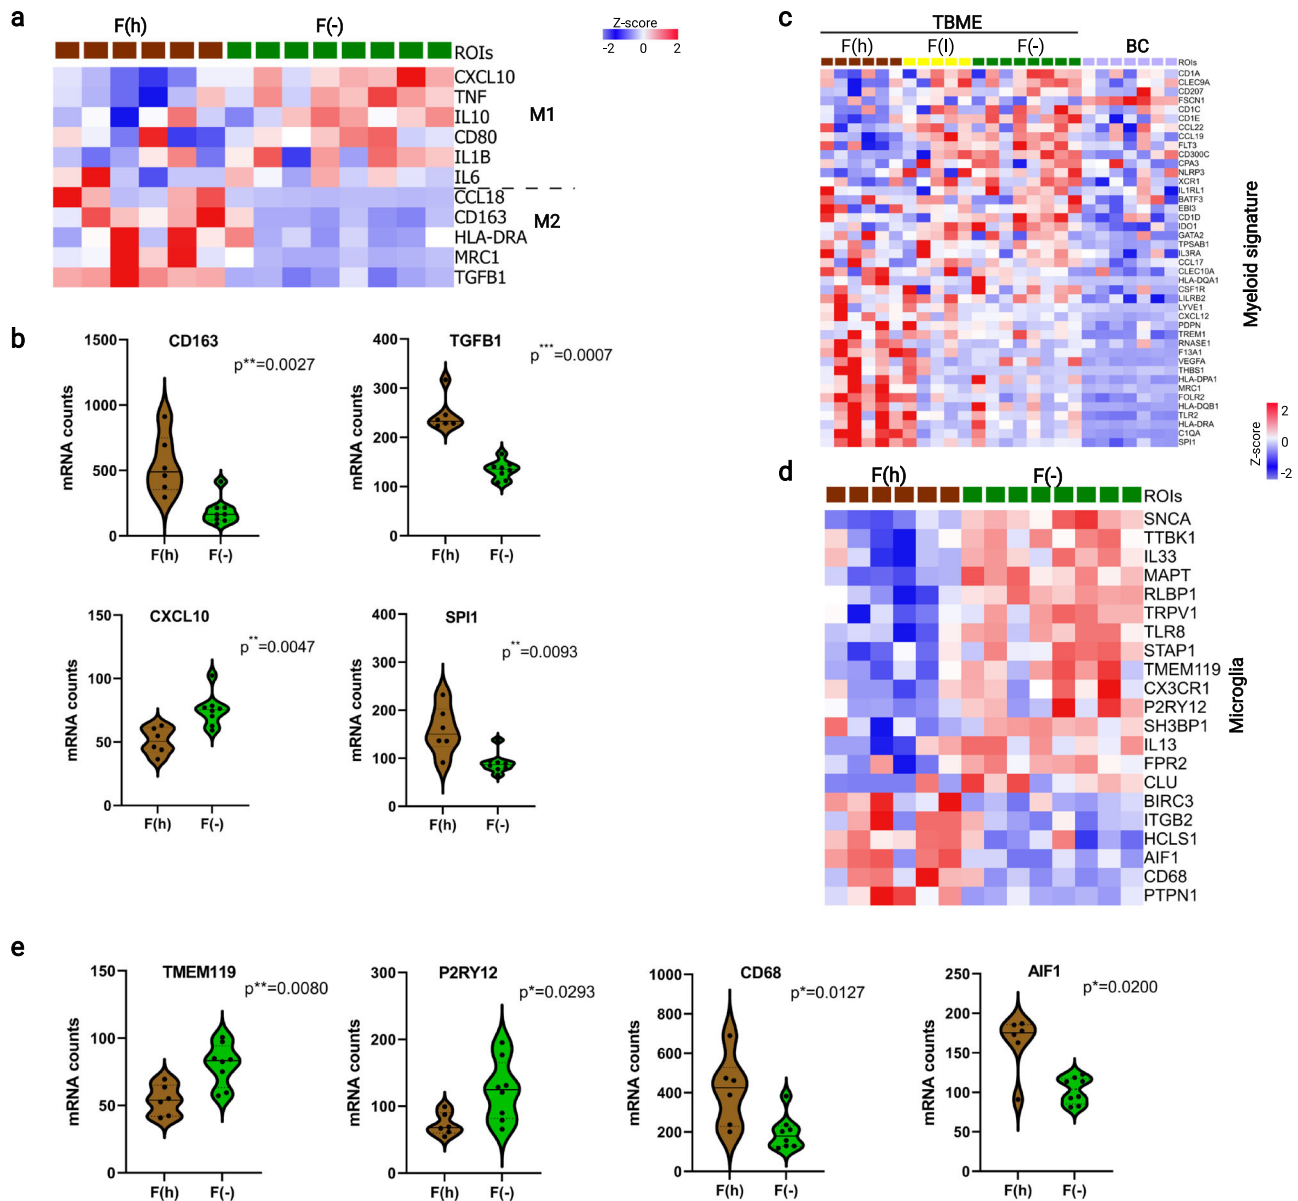 a
F(h)
F(-)
Z-score
-2 0 2
ROIs
CXCL10
TNF
IL10
CD80
IL1B
IL6
CCL18
CD163
HLA-DRA
MRC1
TGFB1
M1
M2
b
CD163
p**=0.0027
mRNA counts
1500
1000
500
0
F(h)
F(-)
TGFB1
p***=0.0007
mRNA counts
400
300
200
100
0
F(h)
F(-)
CXCL10
p**=0.0047
mRNA counts
150
100
50
0
F(h)
F(-)
SPI1
p**=0.0093
mRNA counts
400
300
200
100
0
F(h)
F(-)
c
TBME
F(h)
F(l)
F(-)
BC
ROIs
CD1A
CLEC9A
CD207
FSCN1
CD1C
CD1E
CCL22
CCL19
FLT3
CD300C
CPA3
NLRP3
XCR1
IL1RL1
BATF3
EBI3
CD1D
IDO1
GATA2
TPSAB1
IL3RA
CCL17
CLEC10A
HLA-DQA1
CSF1R
LILRB2
LYVE1
CXCL12
PDPN
TREM1
RNASE1
F13A1
VEGFA
THBS1
HLA-DPA1
MRC1
FOLR2
HLA-DQB1
TLR2
HLA-DRA
C1QA
SPI1
Myeloid signature
Z-score
2
0
-2
d
F(h)
F(-)
ROIs
SNCA
TTBK1
IL33
MAPT
RLBP1
TRPV1
TLR8
STAP1
TMEM119
CX3CR1
P2RY12
SH3BP1
IL13
FPR2
CLU
BIRC3
ITGB2
HCLS1
AIF1
CD68
PTPN1
Microglia
e
TMEM119
p**=0.0080
mRNA counts
150
100
50
0
F(h)
F(-)
P2RY12
p*=0.0293
mRNA counts
300
200
100
0
F(h)
F(-)
CD68
p*=0.0127
mRNA counts
1000
800
600
400
200
0
F(h)
F(-)
AIF1
p*=0.0200
mRNA counts
250
200
150
100
50
0
F(h)
F(-)